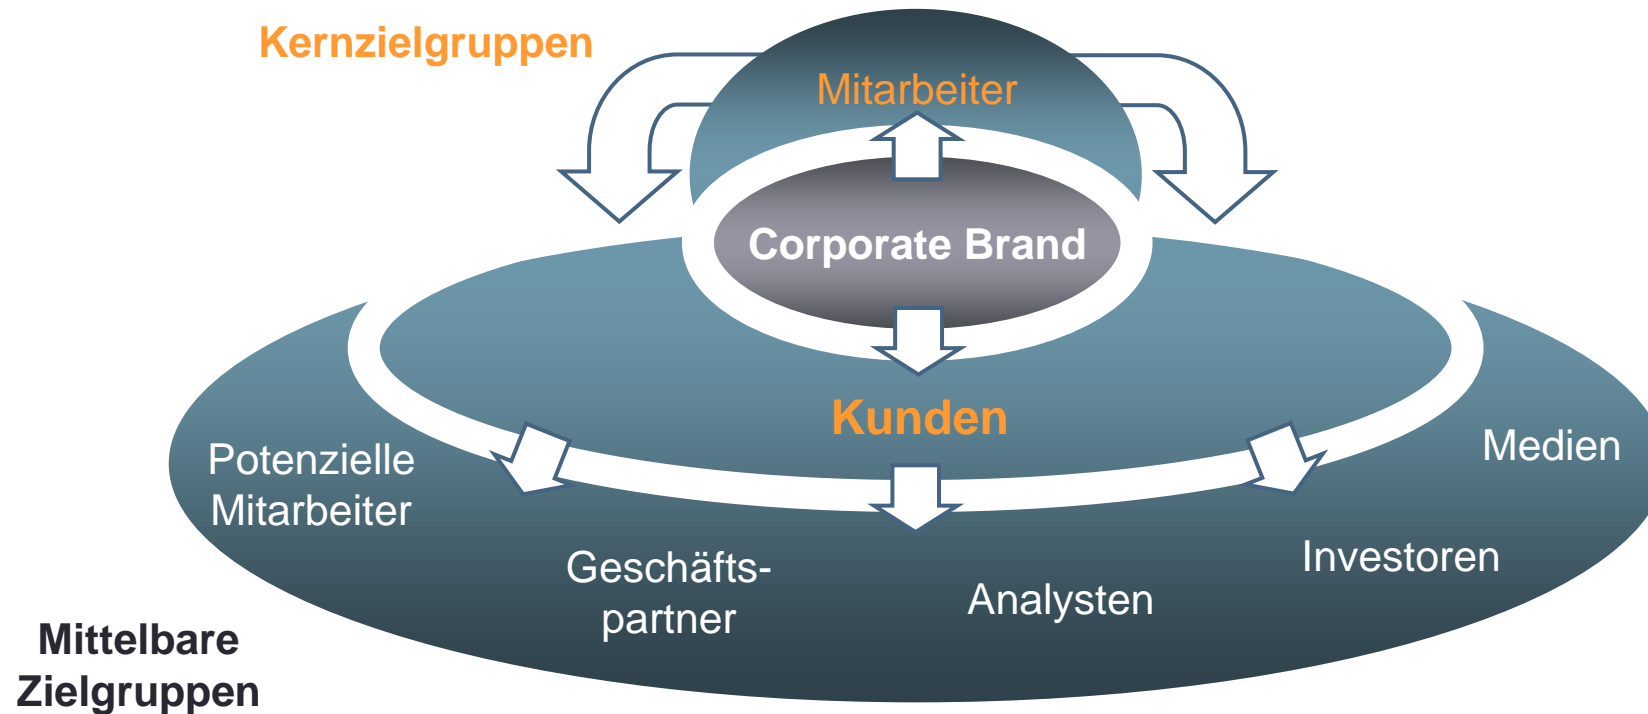 Kernzielgruppen
Mitarbeiter
Corporate Brand
Kunden
Medien
Potenzielle
Mitarbeiter
Investoren
Geschäfts-
partner
Analysten
Mittelbare
Zielgruppen